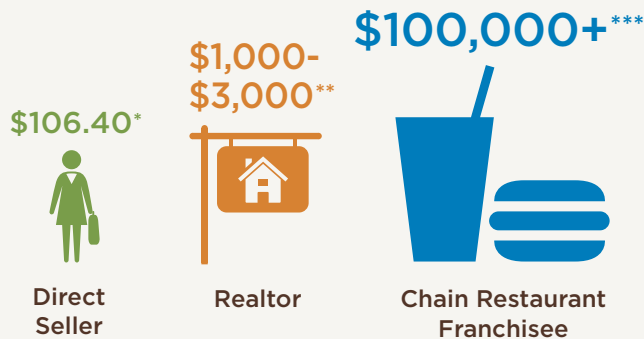 $106.40*
Direct
Seller
$1,000-
$3,000**
Realtor
$100,000+***
Chain Restaurant
Franchisee